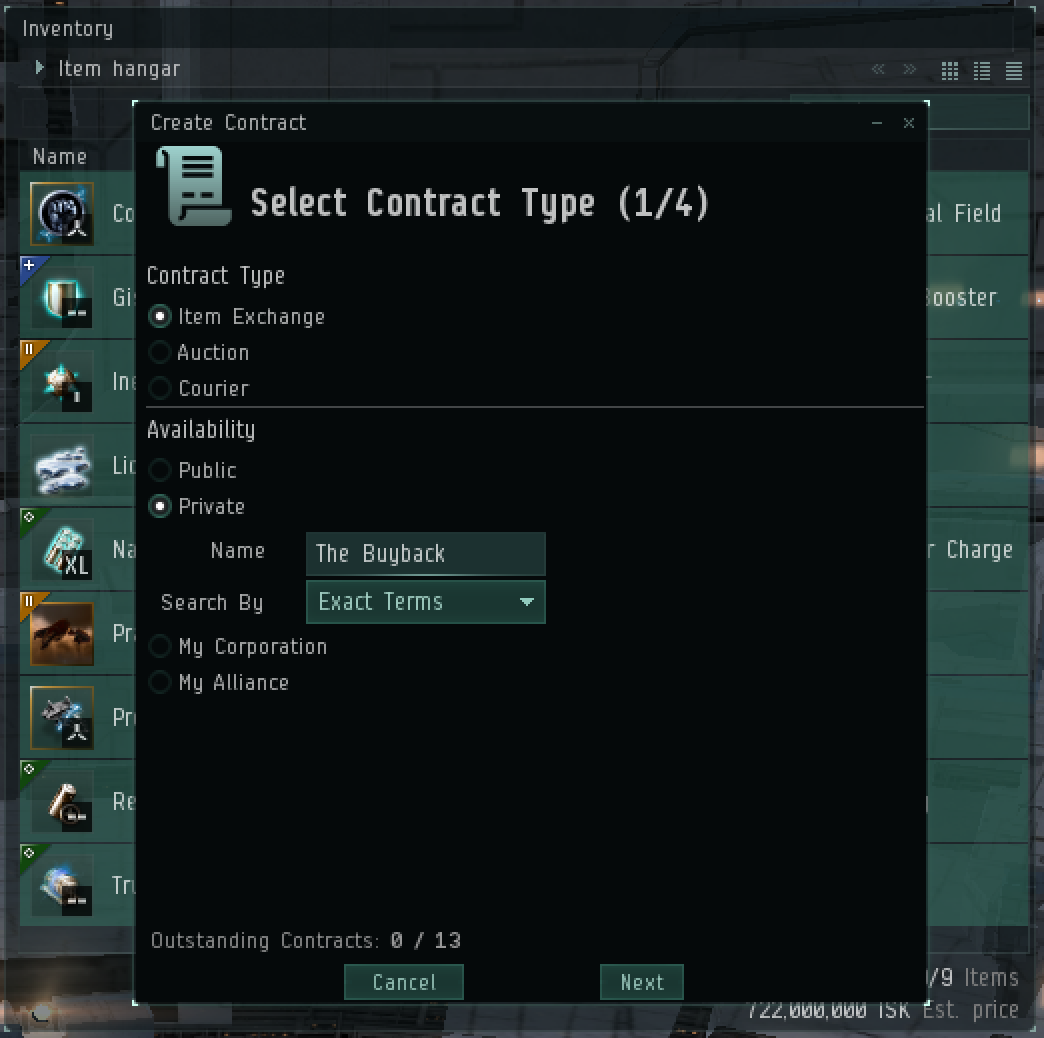 Inventory
Item hangar
Name
Create Contract
Select Contract Type (1/4)
Contract Type
Item Exchange
Auction
Courier
Availability
Public
Private
Name The Buyback
Search By Exact Terms
My Corporation
My Alliance
Outstanding Contracts: 0 / 13
Cancel Next
al Field
Booster
r Charge
XL
/9 Items
722,000,000 ISK Est. price